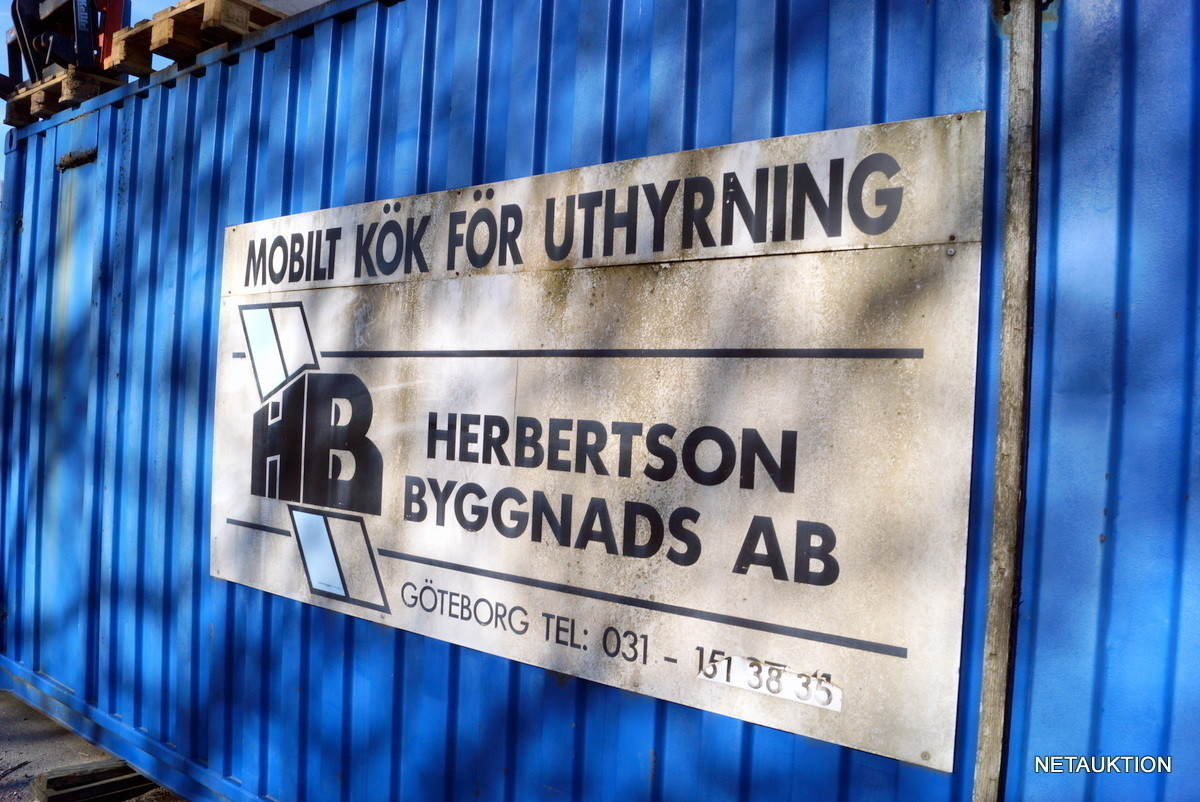 MOBILT KÖK FÖR UTHYRNING
HB
HERBERTSON
BYGGNADS AB
GÖTEBORG TEL: 031 - 151 38 35
NETAUKTION